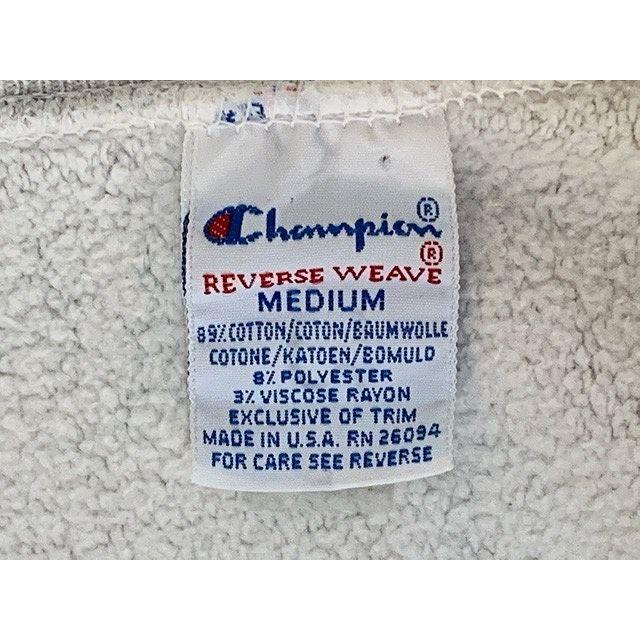 Champion®
REVERSE WEAVE®
MEDIUM
89% COTTON/COTON/BAUMWOLLE
COTONE/KATOEN/BOMULD
8% POLYESTER
3% VISCOSE RAYON
EXCLUSIVE OF TRIM
MADE IN U.S.A. RN 26094
FOR CARE SEE REVERSE